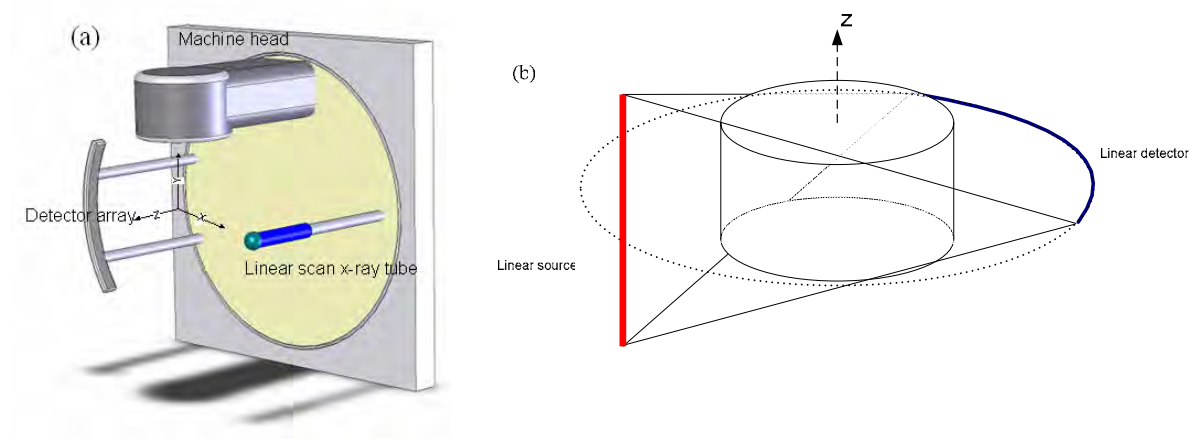 (a)
Machine head
Y
Z
X
Detector array
Linear scan x-ray tube
(b)
z
Linear source
Linear detector